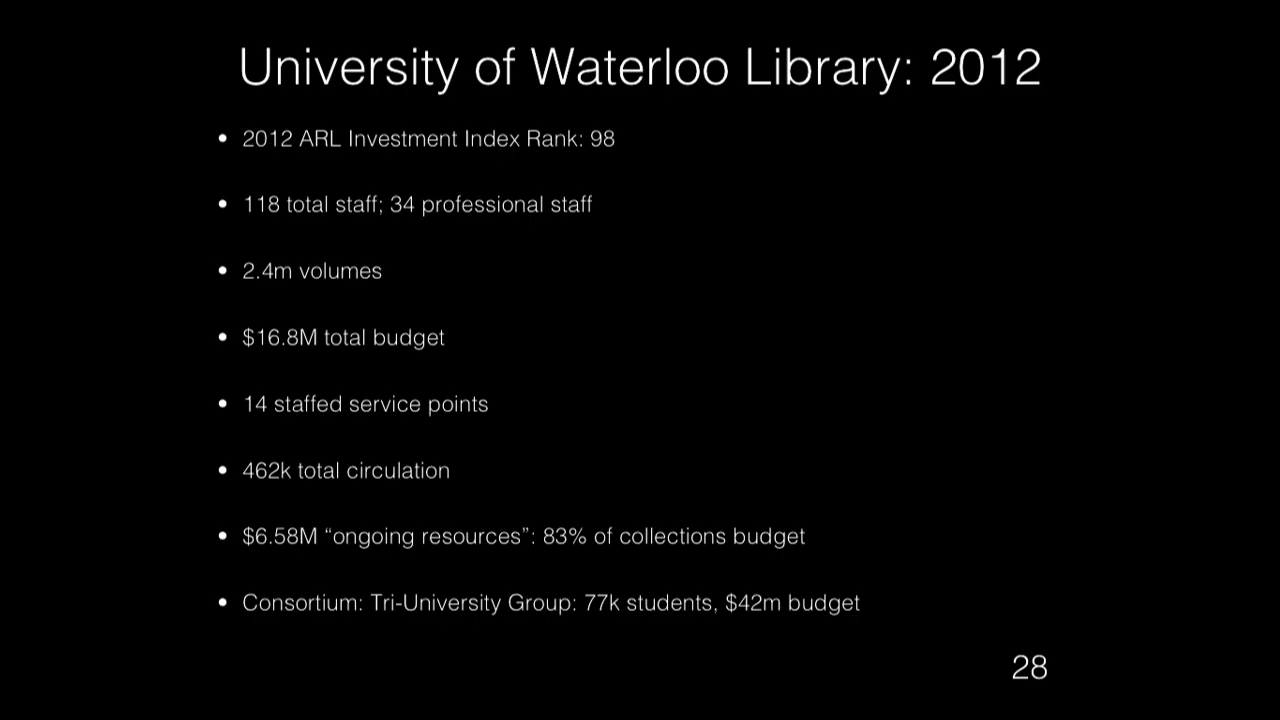 University of Waterloo Library: 2012
• 2012 ARL Investment Index Rank: 98
• 118 total staff; 34 professional staff
• 2.4m volumes
• $16.8M total budget
• 14 staffed service points
• 462k total circulation
• $6.58M “ongoing resources”: 83% of collections budget
• Consortium: Tri-University Group: 77k students, $42m budget
28